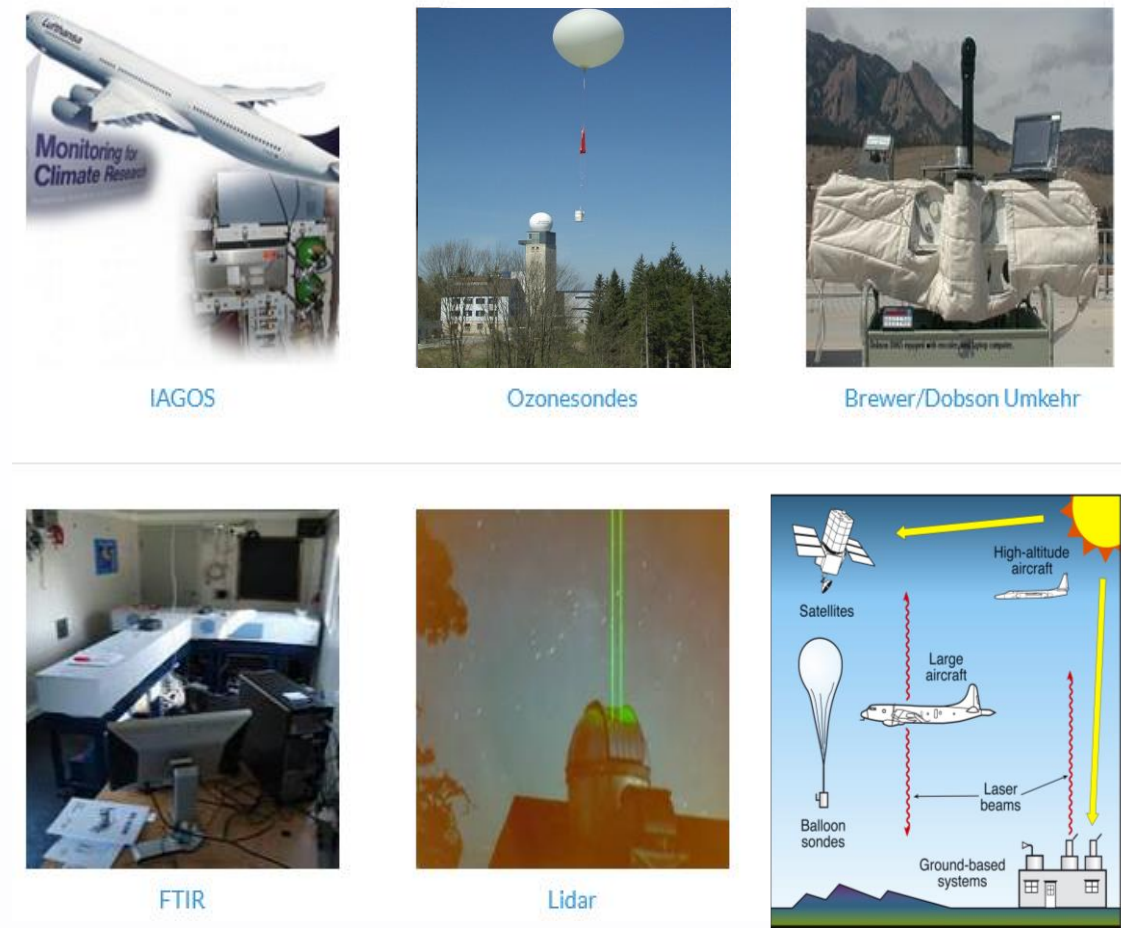 Lufthansa
Monitoring for
Climate Research
IAGOS
Ozonesondes
Brewer/Dobson Umkehr
FTIR
Lidar
High-altitude
aircraft
Satellites
Large
aircraft
Laser
beams
Balloon
sondes
Ground-based
systems